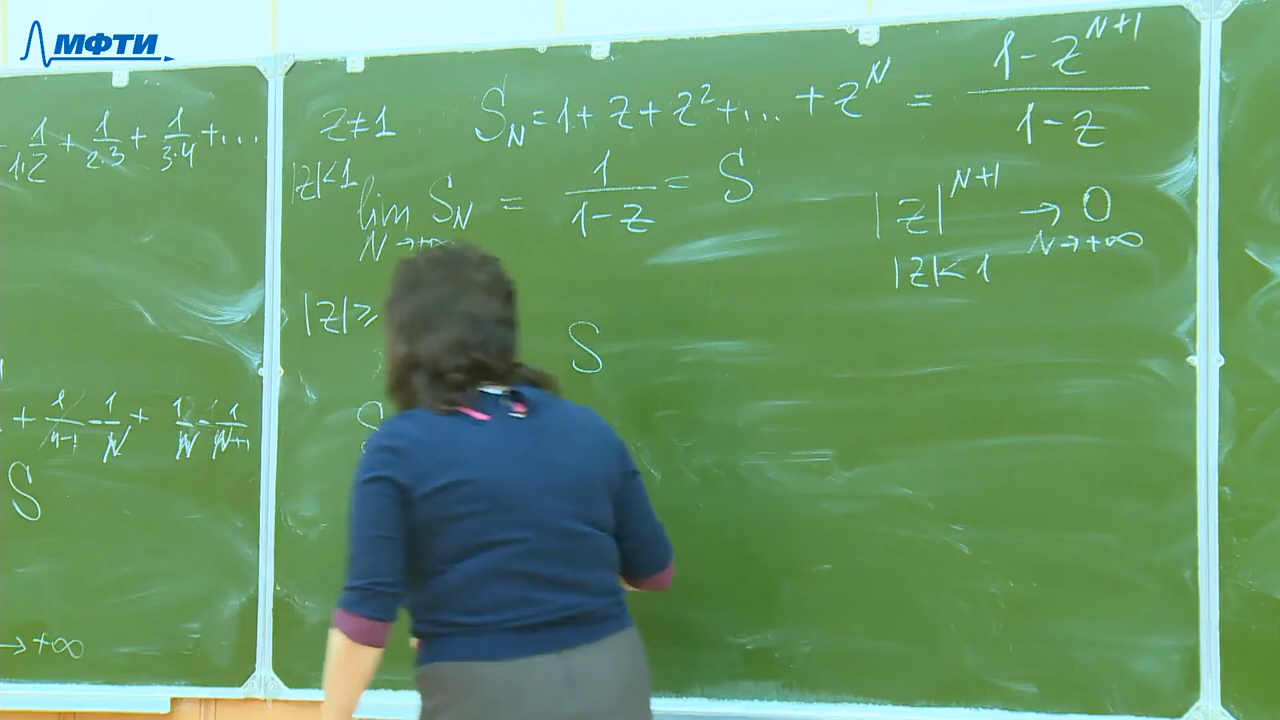 МФТИ
1/1·2 + 1/2·3 + 1/3·4 + ...
+ 1/n-1 - 1/N + 1/N - 1/N+1
S
→ +∞
z ≠ 1 S_N = 1 + z + z² + ... + z^N = (1 - z^{N+1})/(1 - z)
|z| < 1 lim_{N→+∞} S_N = 1/(1 - z) = S
|z|^{N+1} → 0 N → +∞
|z| < 1
|z| ≥
S
S